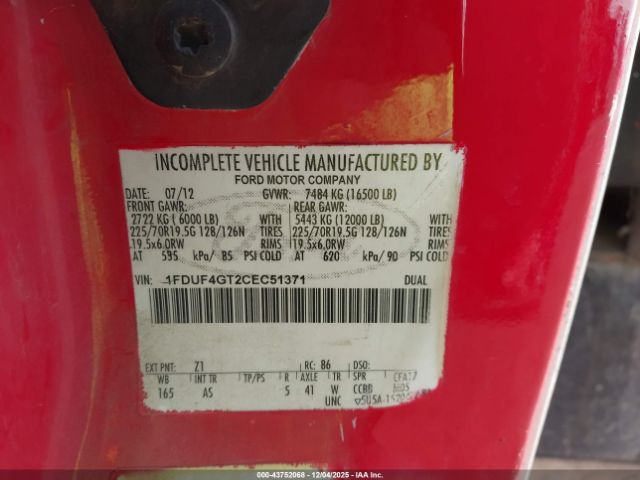 INCOMPLETE VEHICLE MANUFACTURED BY
FORD MOTOR COMPANY
DATE: 07/12 GVWR: 7484 KG (16500 LB)
FRONT GAWR: REAR GAWR:
2722 KG ( 6000 LB) WITH 5443 KG (12000 LB) WITH
225/70R19.5G 128/126N TIRES 225/70R19.5G 128/126N TIRES
19.5x6.0RW RIMS 19.5x6.0RW RIMS
AT 595 kPa/ 85 PSI COLD AT 620 kPa/ 90 PSI COLD
VIN: 1FDUF4GT2CEC51371 DUAL
EXT PNT: Z1 RC: 86 DSO:
WB INT TR TP/PS R AXLE TR SPR
165 AS 5 41 W CCBB
UNC
000-43752068 - 12/04/2025 - IAAI.com